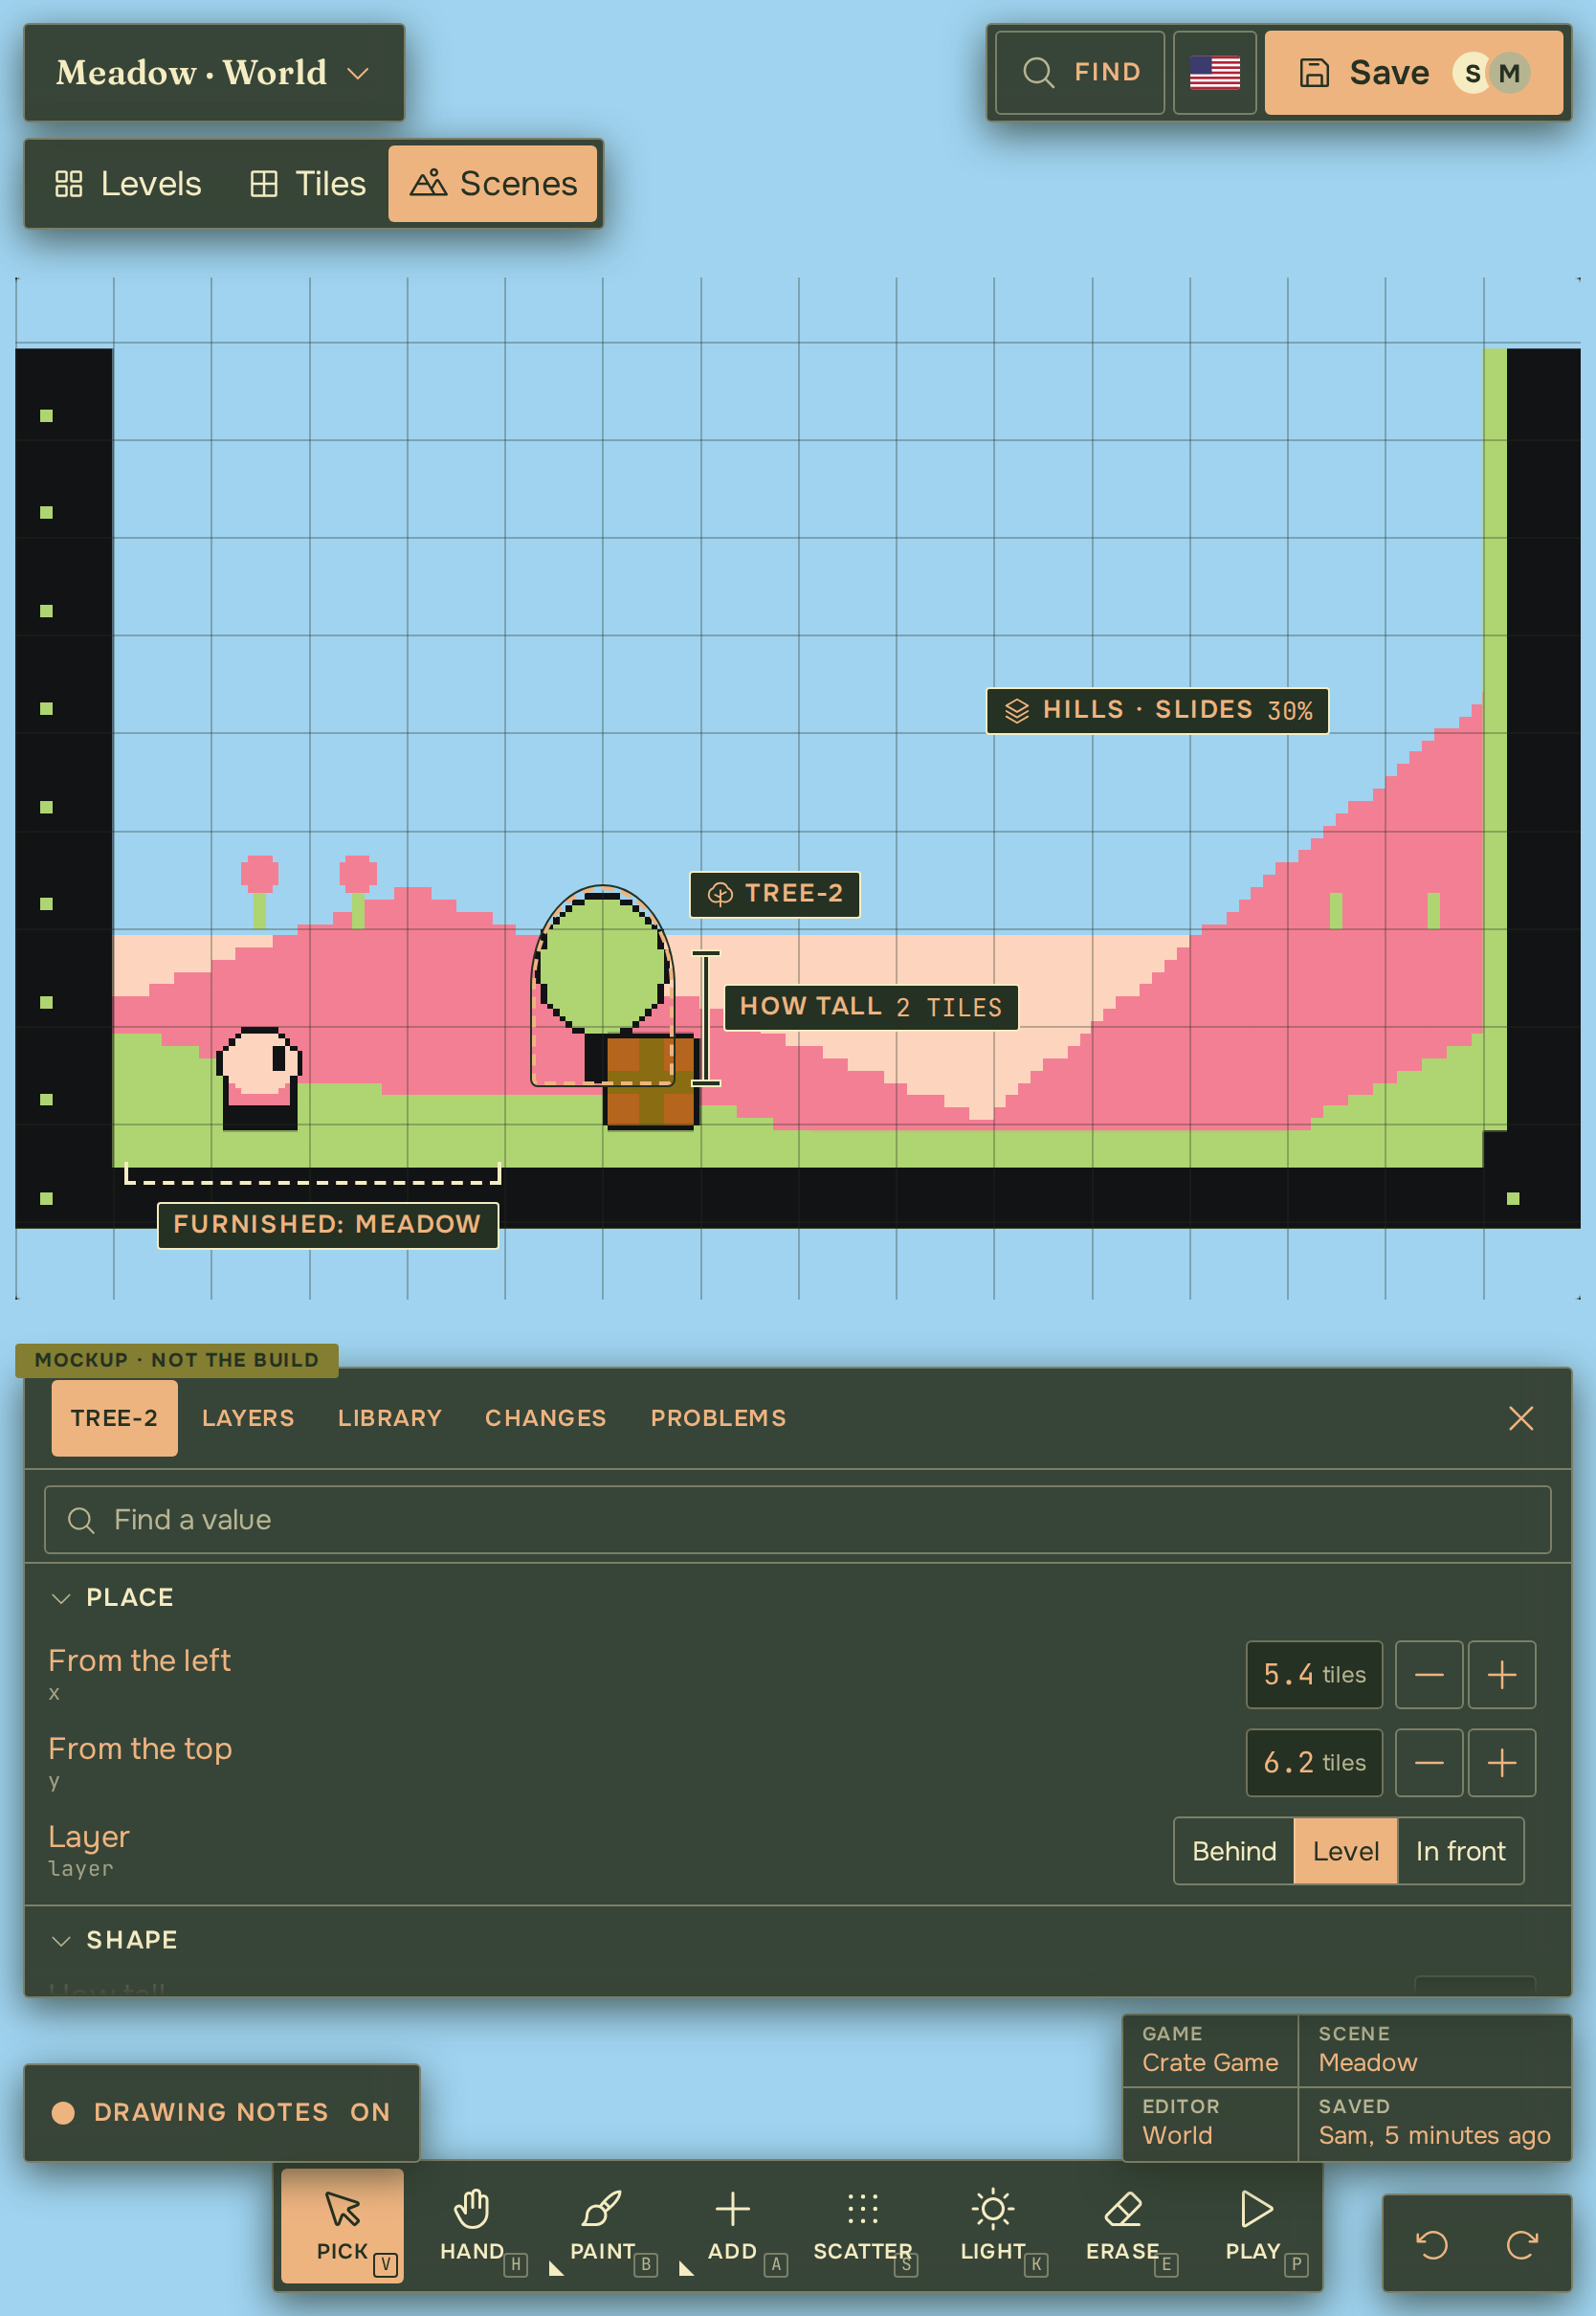 Meadow · World
FIND
Save
S
M
Levels
Tiles
Scenes
HILLS · SLIDES 30%
TREE-2
HOW TALL 2 TILES
FURNISHED: MEADOW
MOCKUP · NOT THE BUILD
TREE-2
LAYERS
LIBRARY
CHANGES
PROBLEMS
Find a value
PLACE
From the left
x
5.4 tiles
From the top
y
6.2 tiles
Layer
layer
Behind
Level
In front
SHAPE
How tall
GAME
Crate Game
SCENE
Meadow
EDITOR
World
SAVED
Sam, 5 minutes ago
DRAWING NOTES ON
PICK V
HAND H
PAINT B
ADD A
SCATTER S
LIGHT K
ERASE E
PLAY P